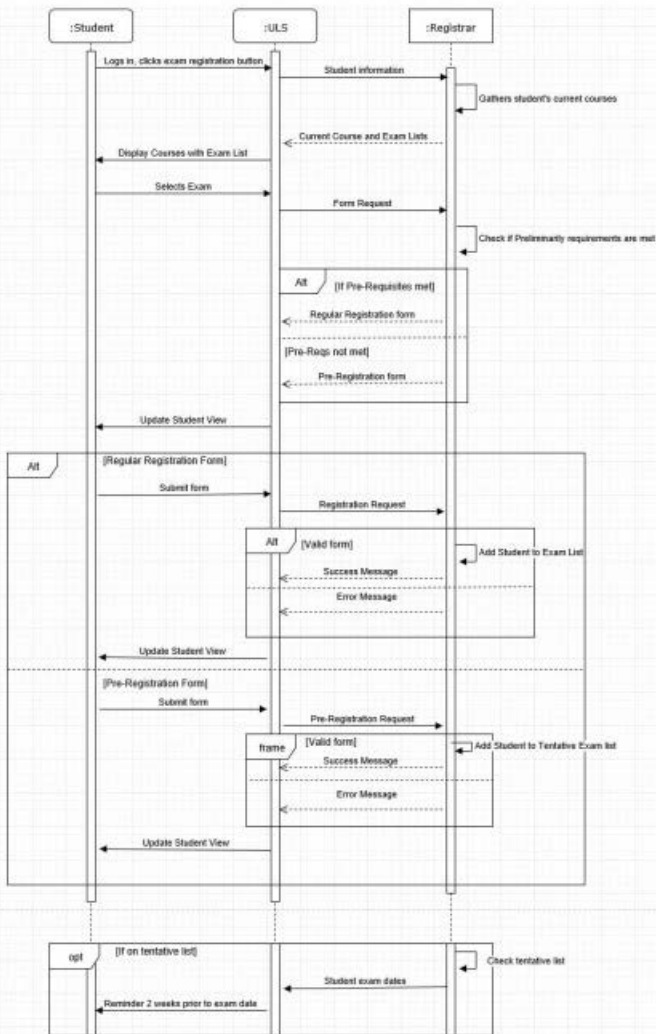 :Student
:ULS
:Registrar
Logs in, clicks exam registration button
Student information
Gathers student's current courses
Current Course and Exam Lists
Display Courses with Exam List
Selects Exam
Form Request
Check if Preliminarily requirements are met
Alt
[If Pre-Requisites met]
Regular Registration form
[Pre-Reqs not met]
Pre-Registration form
Update Student View
Alt
[Regular Registration Form]
Submit form
Registration Request
Alt
[Valid form]
Add Student to Exam List
Success Message
Error Message
Update Student View
[Pre-Registration Form]
Submit form
Pre-Registration Request
frame
[Valid form]
Add Student to Tentative Exam list
Success Message
Error Message
Update Student View
opt
[If on tentative list]
Check tentative list
Student exam dates
Reminder 2 weeks prior to exam date